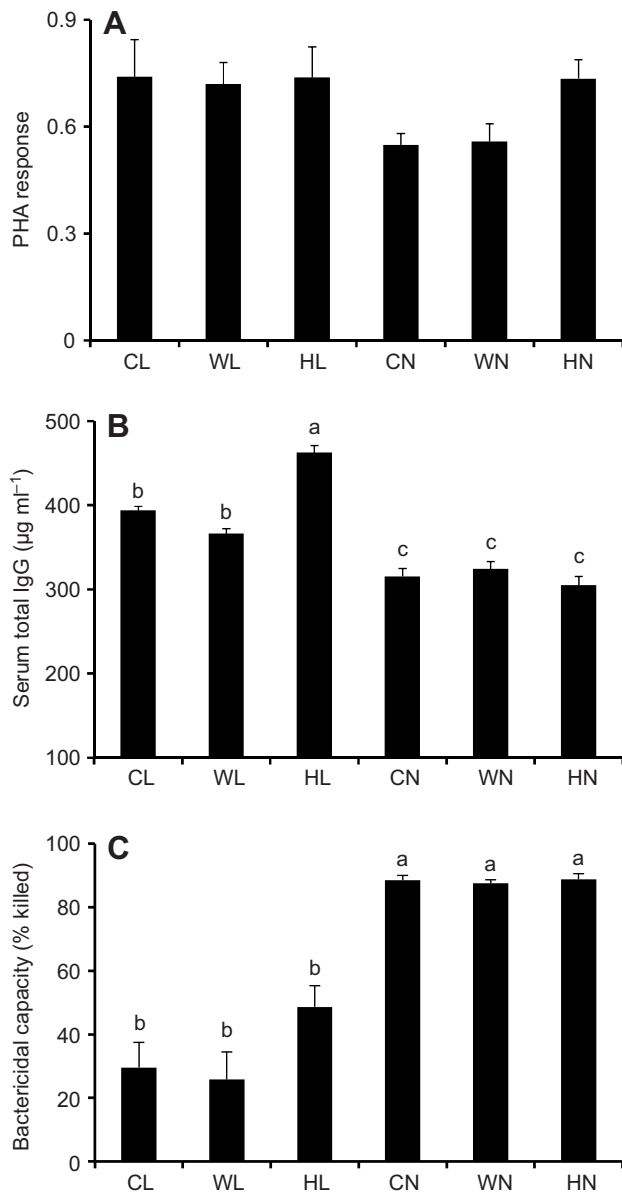 A
0.9
0.6
0.3
0
PHA response
CL WL HL CN WN HN
B
500
400
300
200
100
Serum total IgG (µg ml⁻¹)
b b a c c c
CL WL HL CN WN HN
C
100
80
60
40
20
0
Bactericidal capacity (% killed)
b b b a a a
CL WL HL CN WN HN